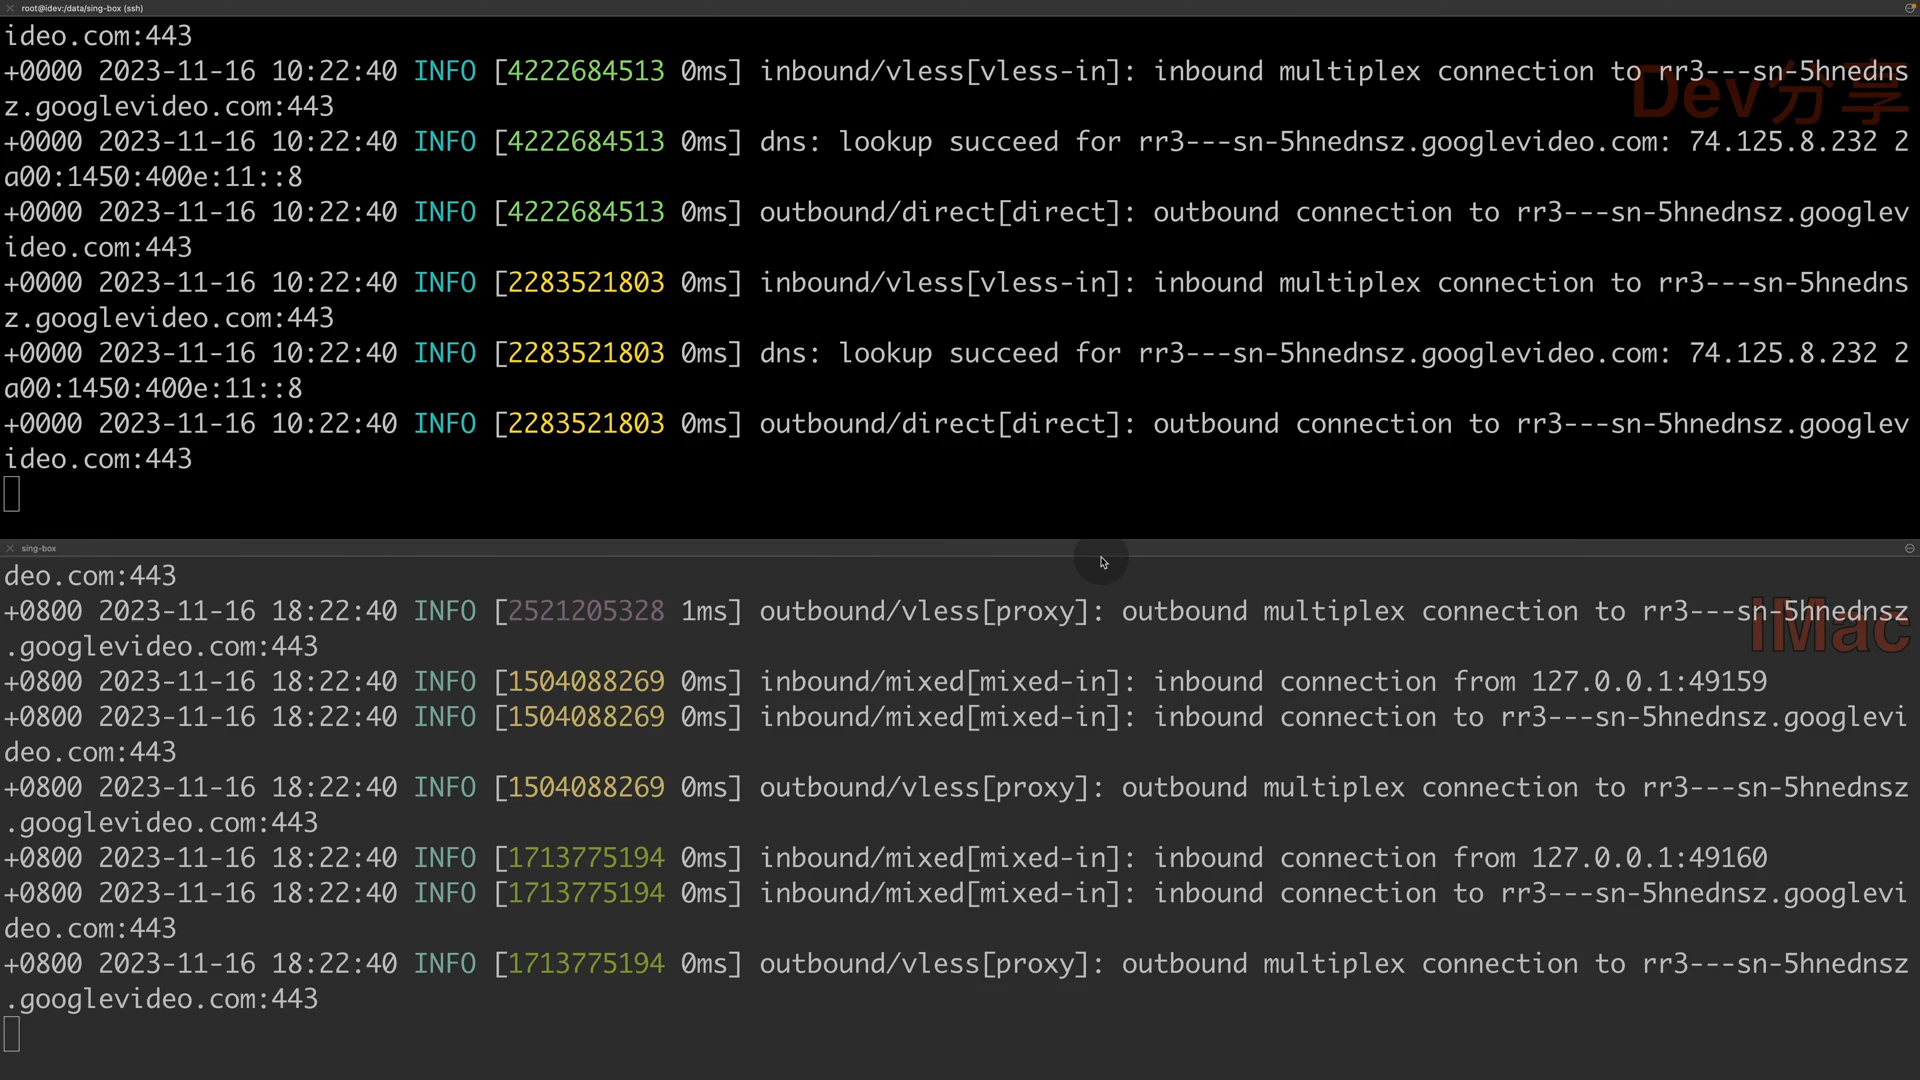 root@idev:/data/sing-box (ssh)
ideo.com:443
+0000 2023-11-16 10:22:40 INFO [4222684513 0ms] inbound/vless[vless-in]: inbound multiplex connection to rr3---sn-5hnedns
z.googlevideo.com:443
Dev分享
+0000 2023-11-16 10:22:40 INFO [4222684513 0ms] dns: lookup succeed for rr3---sn-5hnednsz.googlevideo.com: 74.125.8.232 2
a00:1450:400e:11::8
+0000 2023-11-16 10:22:40 INFO [4222684513 0ms] outbound/direct[direct]: outbound connection to rr3---sn-5hnednsz.googlev
ideo.com:443
+0000 2023-11-16 10:22:40 INFO [2283521803 0ms] inbound/vless[vless-in]: inbound multiplex connection to rr3---sn-5hnedns
z.googlevideo.com:443
+0000 2023-11-16 10:22:40 INFO [2283521803 0ms] dns: lookup succeed for rr3---sn-5hnednsz.googlevideo.com: 74.125.8.232 2
a00:1450:400e:11::8
+0000 2023-11-16 10:22:40 INFO [2283521803 0ms] outbound/direct[direct]: outbound connection to rr3---sn-5hnednsz.googlev
ideo.com:443
sing-box
deo.com:443
+0800 2023-11-16 18:22:40 INFO [2521205328 1ms] outbound/vless[proxy]: outbound multiplex connection to rr3---sn-5hnednsz
.googlevideo.com:443
iMac
+0800 2023-11-16 18:22:40 INFO [1504088269 0ms] inbound/mixed[mixed-in]: inbound connection from 127.0.0.1:49159
+0800 2023-11-16 18:22:40 INFO [1504088269 0ms] inbound/mixed[mixed-in]: inbound connection to rr3---sn-5hnednsz.googlevi
deo.com:443
+0800 2023-11-16 18:22:40 INFO [1504088269 0ms] outbound/vless[proxy]: outbound multiplex connection to rr3---sn-5hnednsz
.googlevideo.com:443
+0800 2023-11-16 18:22:40 INFO [1713775194 0ms] inbound/mixed[mixed-in]: inbound connection from 127.0.0.1:49160
+0800 2023-11-16 18:22:40 INFO [1713775194 0ms] inbound/mixed[mixed-in]: inbound connection to rr3---sn-5hnednsz.googlevi
deo.com:443
+0800 2023-11-16 18:22:40 INFO [1713775194 0ms] outbound/vless[proxy]: outbound multiplex connection to rr3---sn-5hnednsz
.googlevideo.com:443